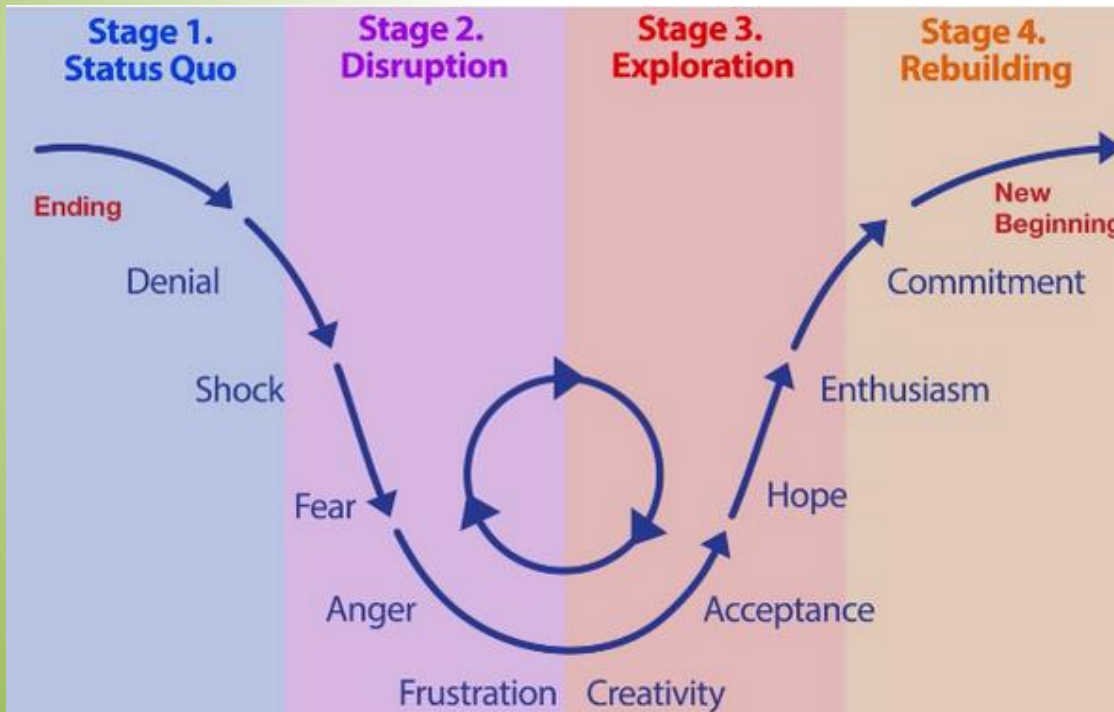 Stage 1.
Status Quo
Stage 2.
Disruption
Stage 3.
Exploration
Stage 4.
Rebuilding
Ending
Denial
Shock
Fear
Anger
Frustration
Creativity
Acceptance
Hope
Enthusiasm
Commitment
New
Beginning